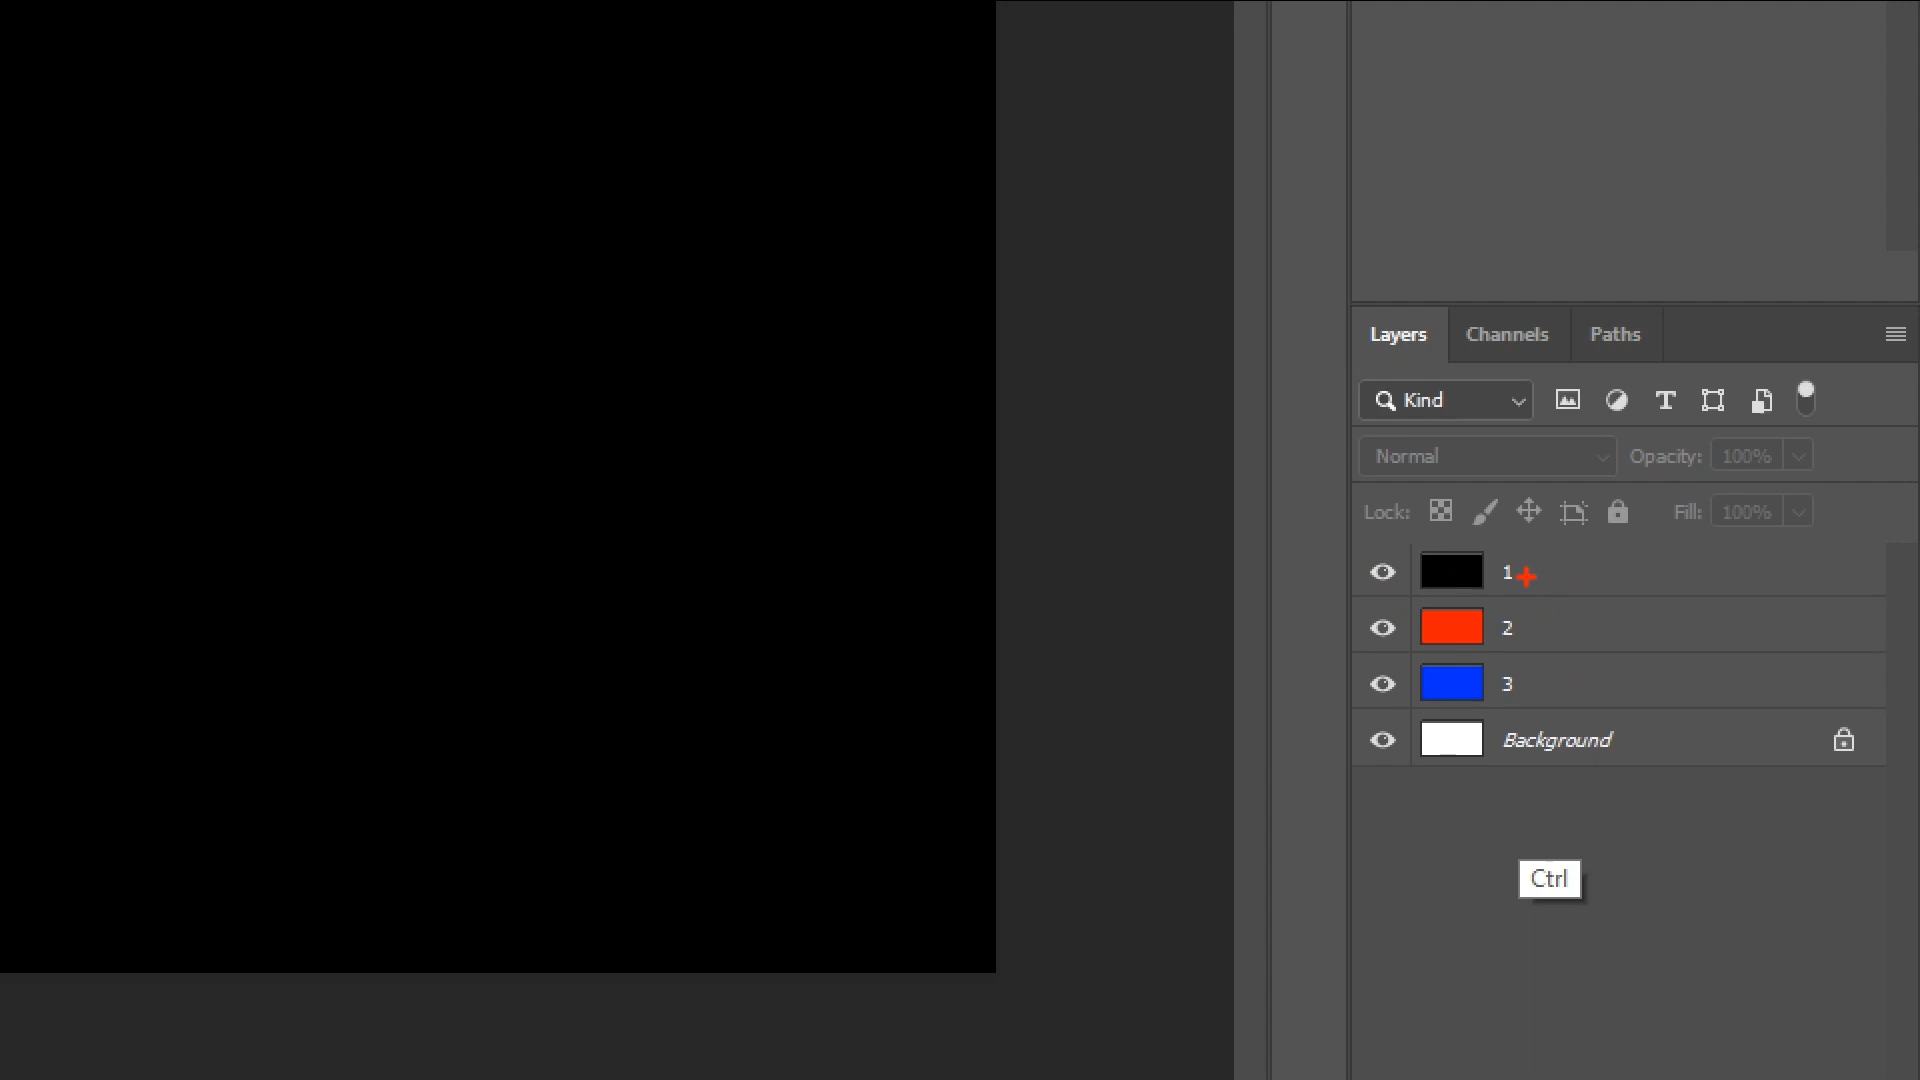 Layers Channels Paths
Kind
Normal Opacity: 100%
Lock: Fill: 100%
1
2
3
Background
Ctrl